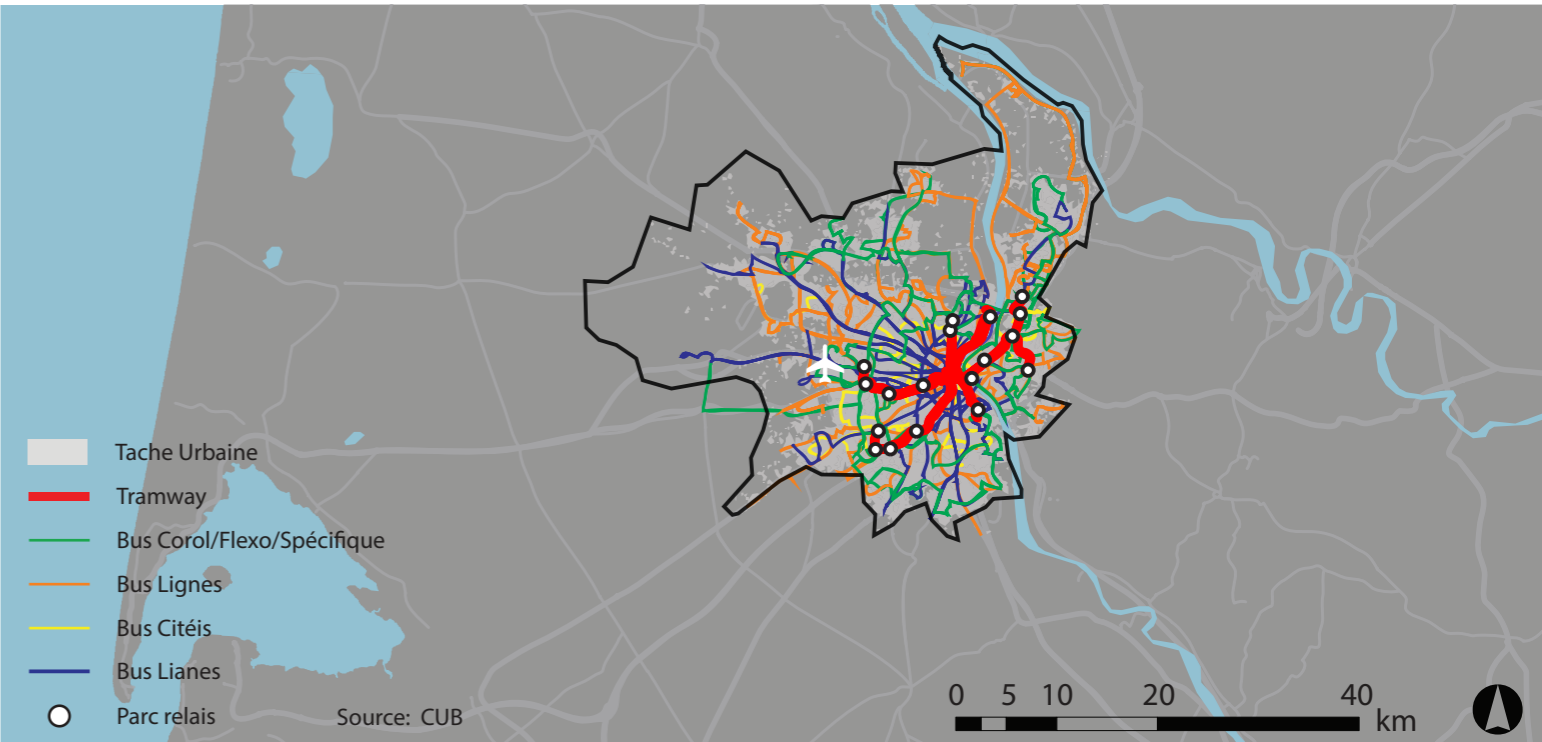 Tache Urbaine
Tramway
Bus Corol/Flexo/Spécifique
Bus Lignes
Bus Citéis
Bus Lianes
Parc relais
Source: CUB
0 5 10 20 40
km